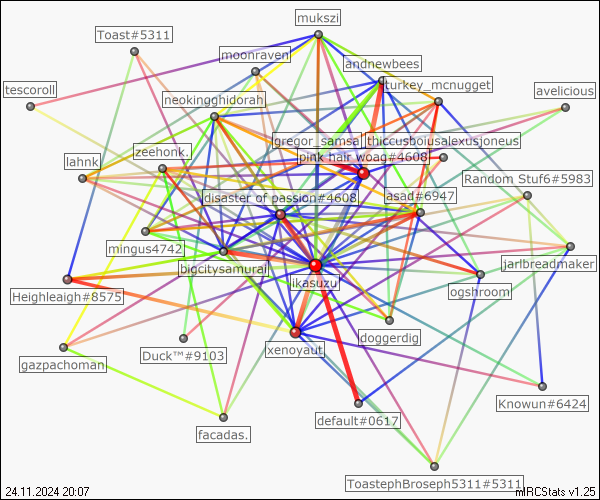 mukszi
Toast#5311
moonraven
andnewbees
turkey_mcnugget
tescoroll
avelicious
neokingghidorah
gregor_samsa_thiccusboiusalexusjoneus
zeehonk.
pink hair woag#4608
lahnk
Random Stuf6#5983
disaster of passion#4608
asad#6947
mingus4742
bigcitysamurai
jarlbreadmaker
ikasuzu
Heighleaigh#8575
ogshroom
doggerdig
xenoyaut
Duck™#9103
gazpachoman
Knowun#6424
default#0617
facadas.
ToastephBroseph5311#5311
24.11.2024 20:07
mIRCStats v1.25